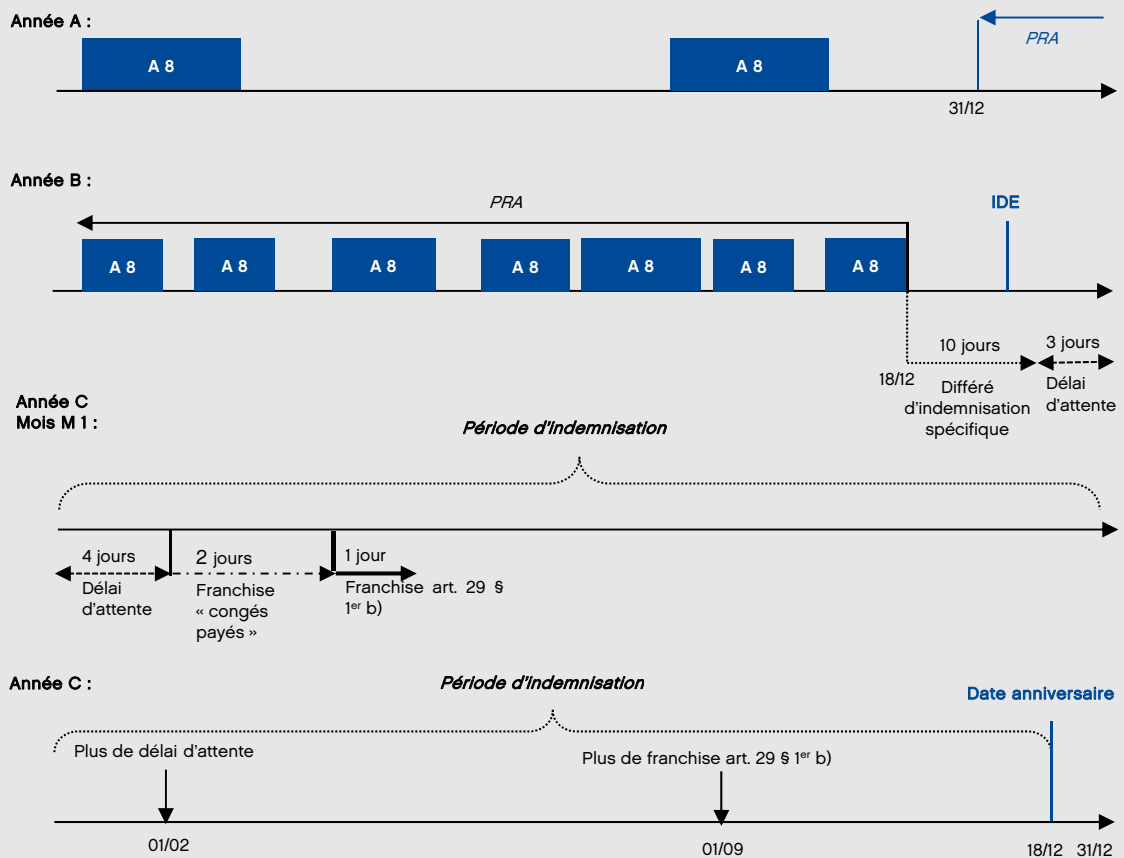 Année A :
PRA
A 8
A 8
31/12
Année B :
PRA
IDE
A 8
A 8
A 8
A 8
A 8
A 8
A 8
18/12
10 jours
Différé
d'indemnisation
spécifique
3 jours
Délai
d'attente
Année C
Mois M 1 :
Période d'indemnisation
4 jours
Délai
d'attente
2 jours
Franchise
« congés
payés »
1 jour
Franchise art. 29 §
1er b)
Année C :
Période d'indemnisation
Date anniversaire
Plus de délai d'attente
Plus de franchise art. 29 § 1er b)
01/02
01/09
18/12
31/12